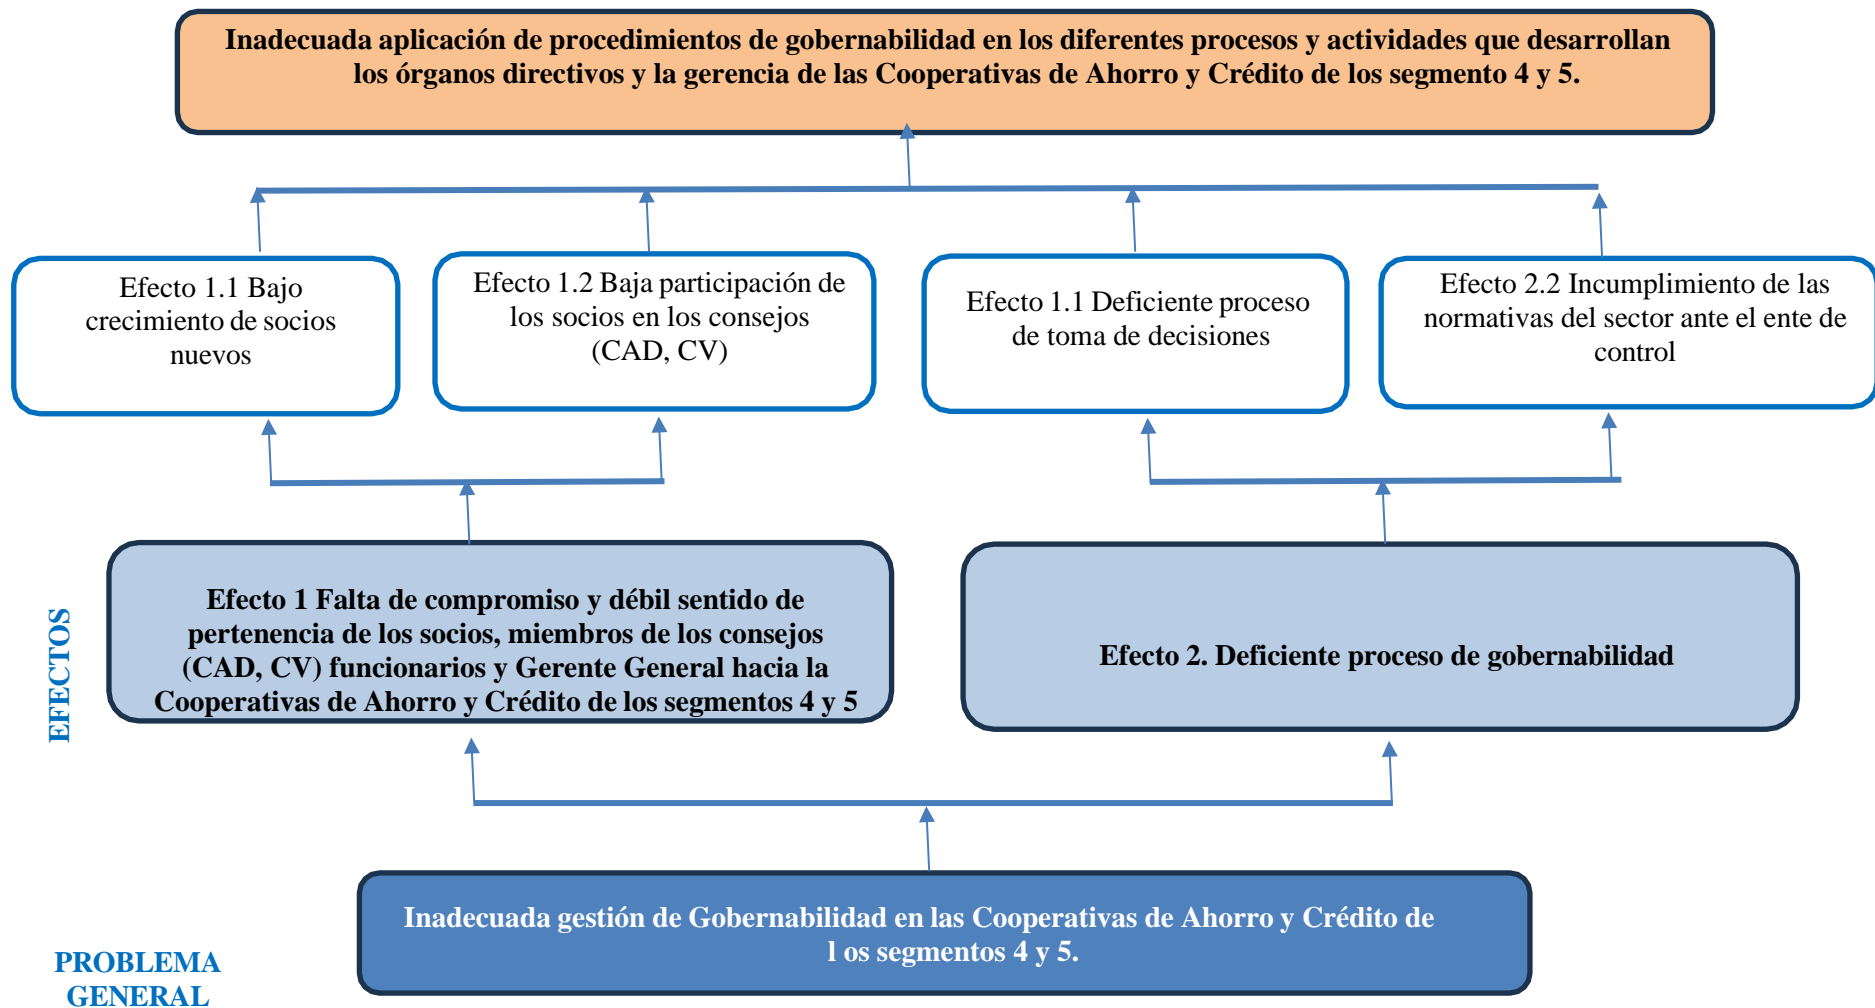 Inadecuada aplicación de procedimientos de gobernabilidad en los diferentes procesos y actividades que desarrollan
los órganos directivos y la gerencia de las Cooperativas de Ahorro y Crédito de los segmento 4 y 5.
Efecto 1.1 Bajo
crecimiento de socios
nuevos
Efecto 1.2 Baja participación de
los socios en los consejos
(CAD, CV)
Efecto 1.1 Deficiente proceso
de toma de decisiones
Efecto 2.2 Incumplimiento de las
normativas del sector ante el ente de
control
EFECTOS
Efecto 1 Falta de compromiso y débil sentido de
pertenencia de los socios, miembros de los consejos
(CAD, CV) funcionarios y Gerente General hacia la
Cooperativas de Ahorro y Crédito de los segmentos 4 y 5
Efecto 2. Deficiente proceso de gobernabilidad
Inadecuada gestión de Gobernabilidad en las Cooperativas de Ahorro y Crédito de
l os segmentos 4 y 5.
PROBLEMA
GENERAL